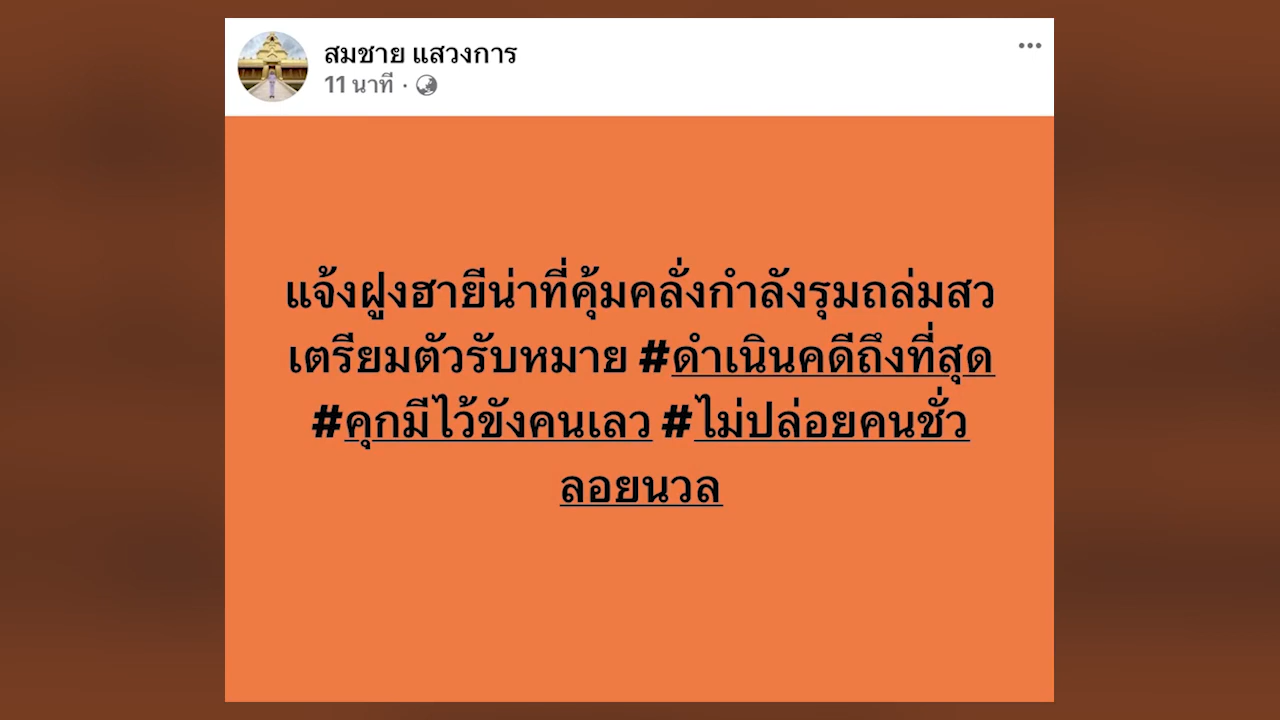 สมชาย แสวงการ
11 นาที ·
แจ้งฝูงฮายีน่าที่คุ้มคลั่งกำลังรุมถล่มสว
เตรียมตัวรับหมาย #ดำเนินคดีถึงที่สุด
#คุกมีไว้ขังคนเลว #ไม่ปล่อยคนชั่ว
ลอยนวล